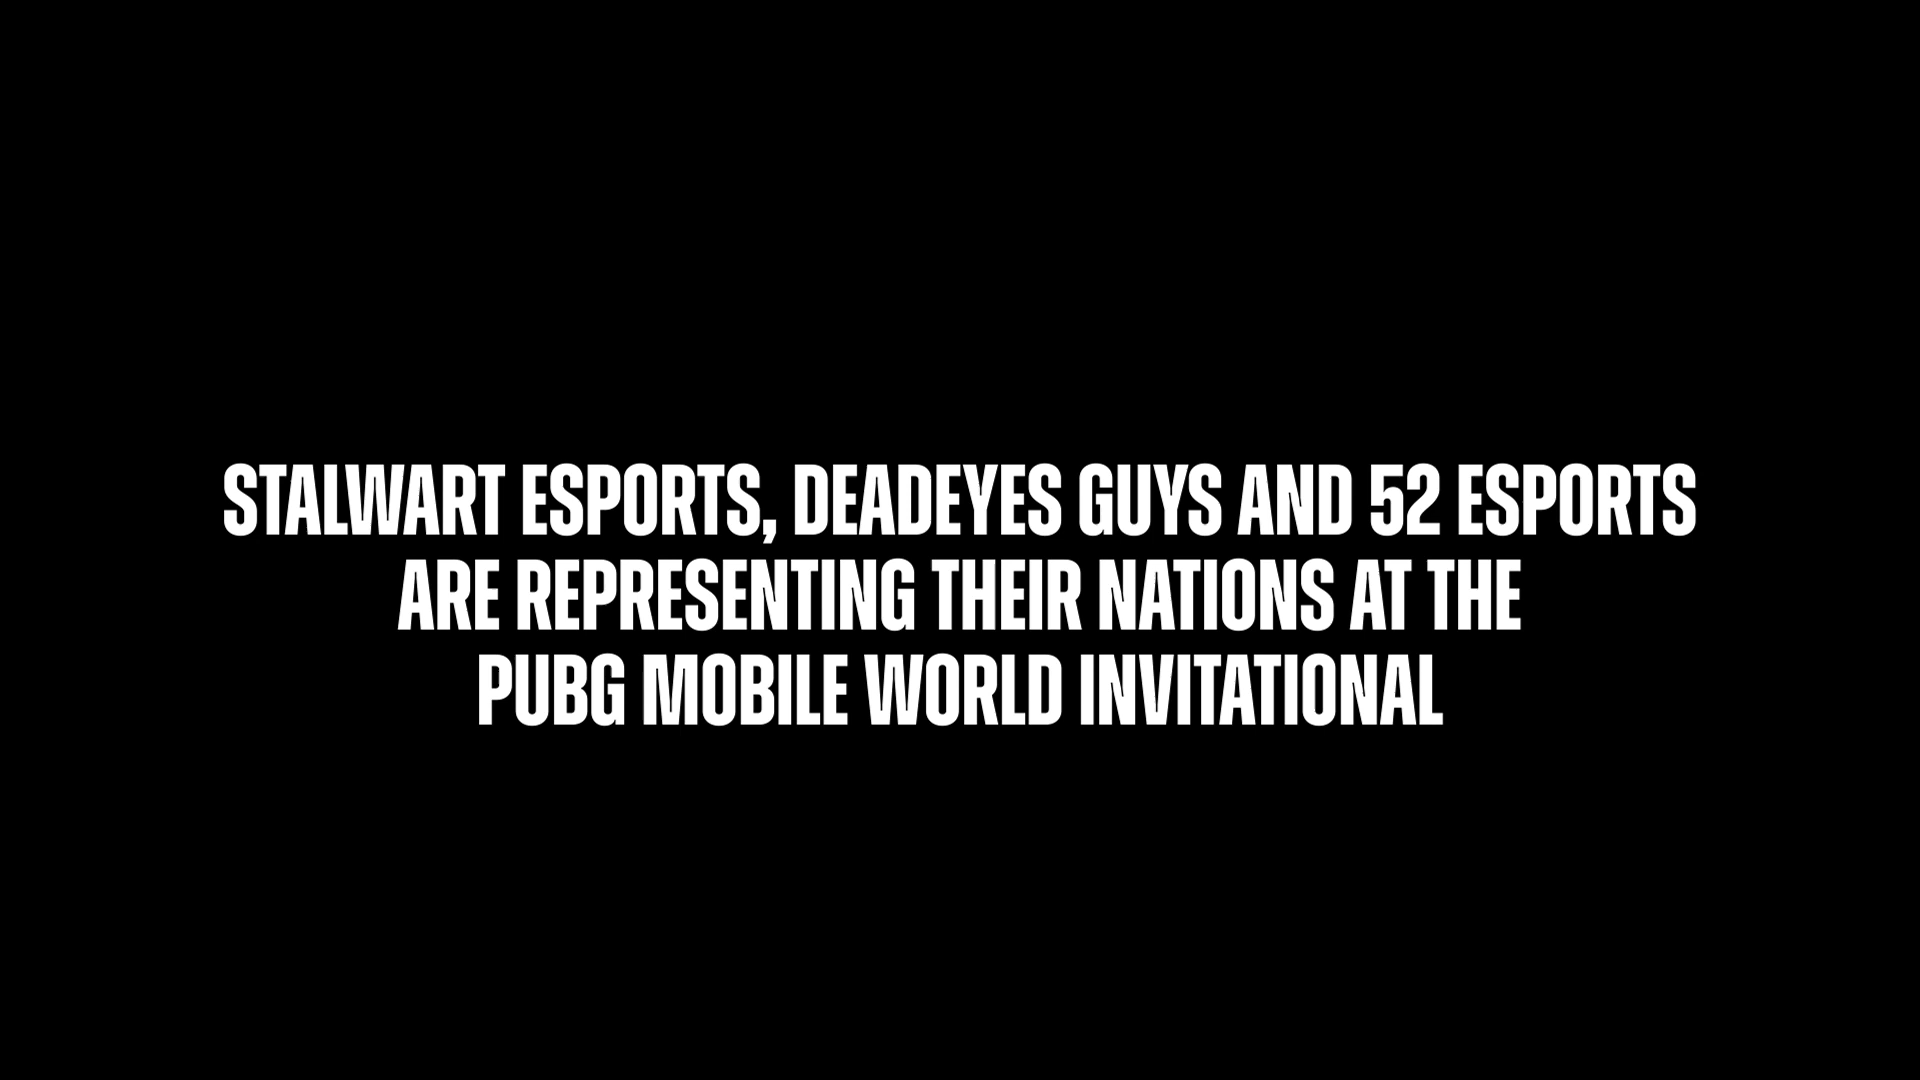 STALWART ESPORTS, DEADEYES GUYS AND 52 ESPORTS
ARE REPRESENTING THEIR NATIONS AT THE
PUBG MOBILE WORLD INVITATIONAL